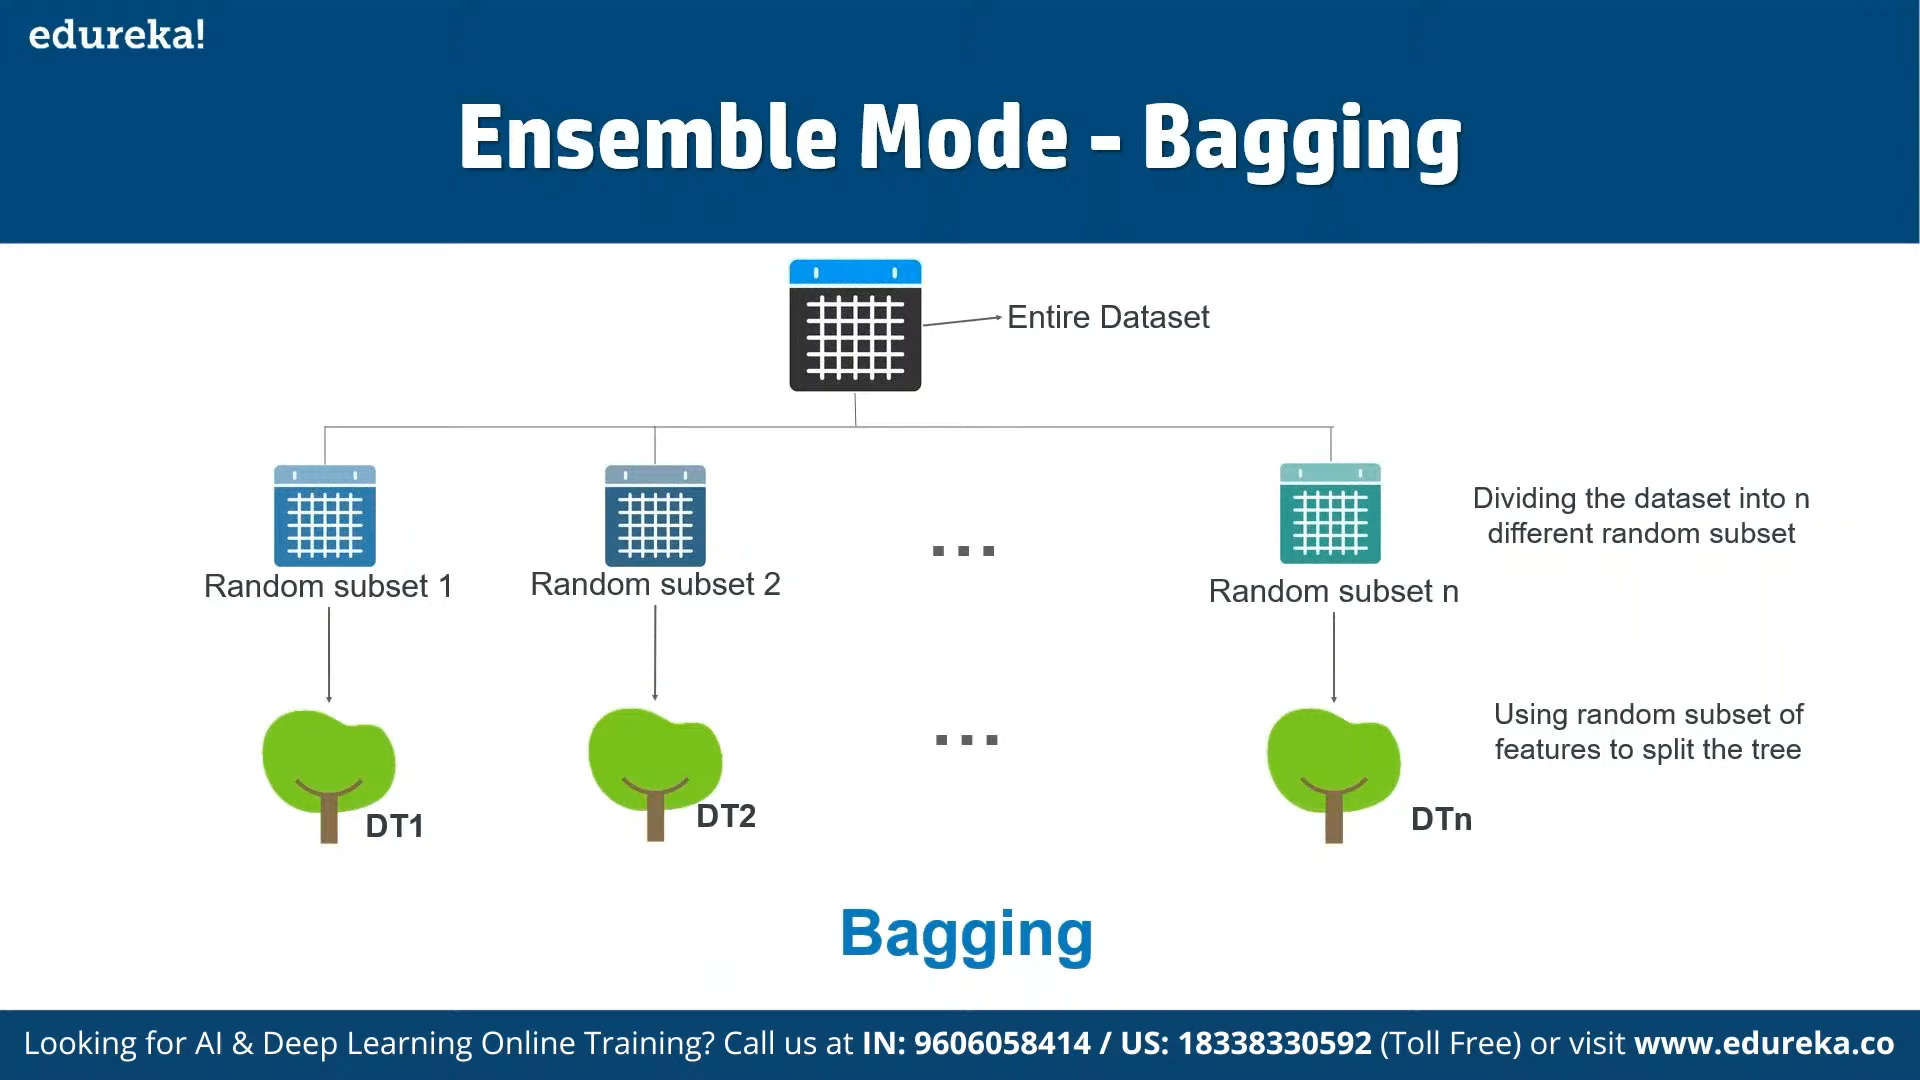 edureka!
Ensemble Mode - Bagging
Entire Dataset
Random subset 1
Random subset 2
...
Random subset n
Dividing the dataset into n
different random subset
DT1
DT2
...
DTn
Using random subset of
features to split the tree
Bagging
Looking for AI & Deep Learning Online Training? Call us at IN: 9606058414 / US: 18338330592 (Toll Free) or visit www.edureka.co